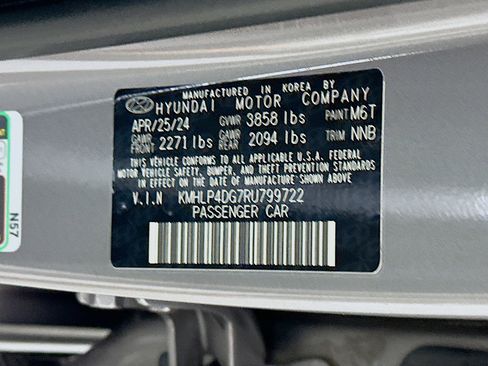 MANUFACTURED IN KOREA BY
HYUNDAI MOTOR COMPANY
APR/25/24 GVWR 3858 lbs PAINT M6T
GAWR FRONT 2271 lbs GAWR REAR 2094 lbs TRIM NNB
THIS VEHICLE CONFORMS TO ALL APPLICABLE U.S.A. FEDERAL
MOTOR VEHICLE SAFETY, BUMPER, AND THEFT PREVENTION STANDARDS
IN EFFECT ON THE DATE OF MANUFACTURE SHOWN ABOVE
V.I.N KMHLP4DG7RU799722
PASSENGER CAR
N57